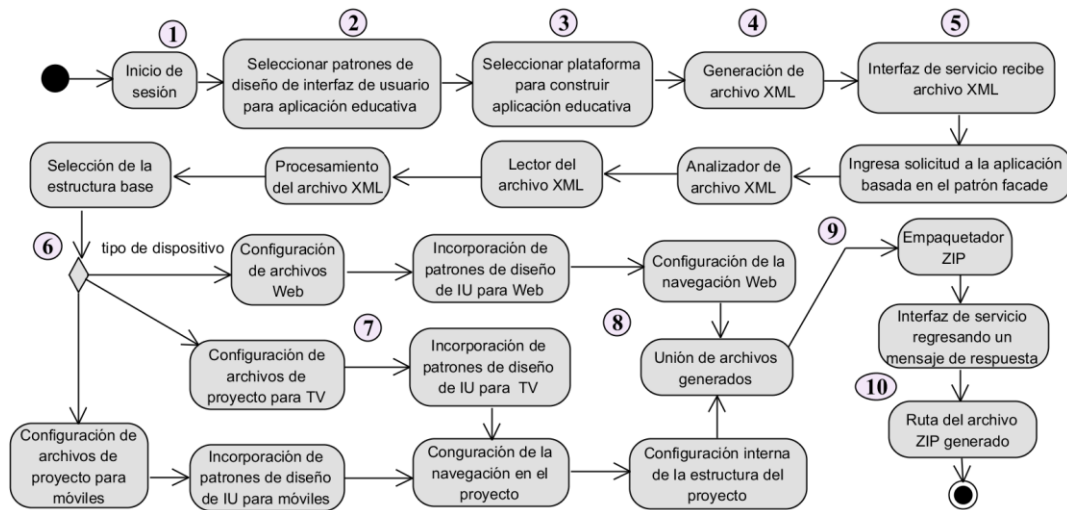 1
Inicio de
sesión
2
Seleccionar patrones de
diseño de interfaz de usuario
para aplicación educativa
3
Seleccionar plataforma
para construir
aplicación educativa
4
Generación de
archivo XML
5
Interfaz de servicio recibe
archivo XML
Ingresa solicitud a la aplicación
basada en el patrón facade
Analizador de
archivo XML
Lector del
archivo XML
Procesamiento
del archivo XML
Selección de la
estructura base
6
tipo de dispositivo
Configuración
de archivos
Web
Incorporación de
patrones de diseño
de IU para Web
Configuración de la
navegación Web
7
Configuración de
archivos de
proyecto para TV
Incorporación de
patrones de diseño
de IU para TV
Configuración de
archivos de
proyecto para
móviles
Incorporación de
patrones de diseño
de IU para móviles
Conguración de la
navegación en el
proyecto
Configuración interna
de la estructura del
proyecto
8
Unión de archivos
generados
9
Empaquetador
ZIP
Interfaz de servicio
regresando un
mensaje de respuesta
10
Ruta del archivo
ZIP generado